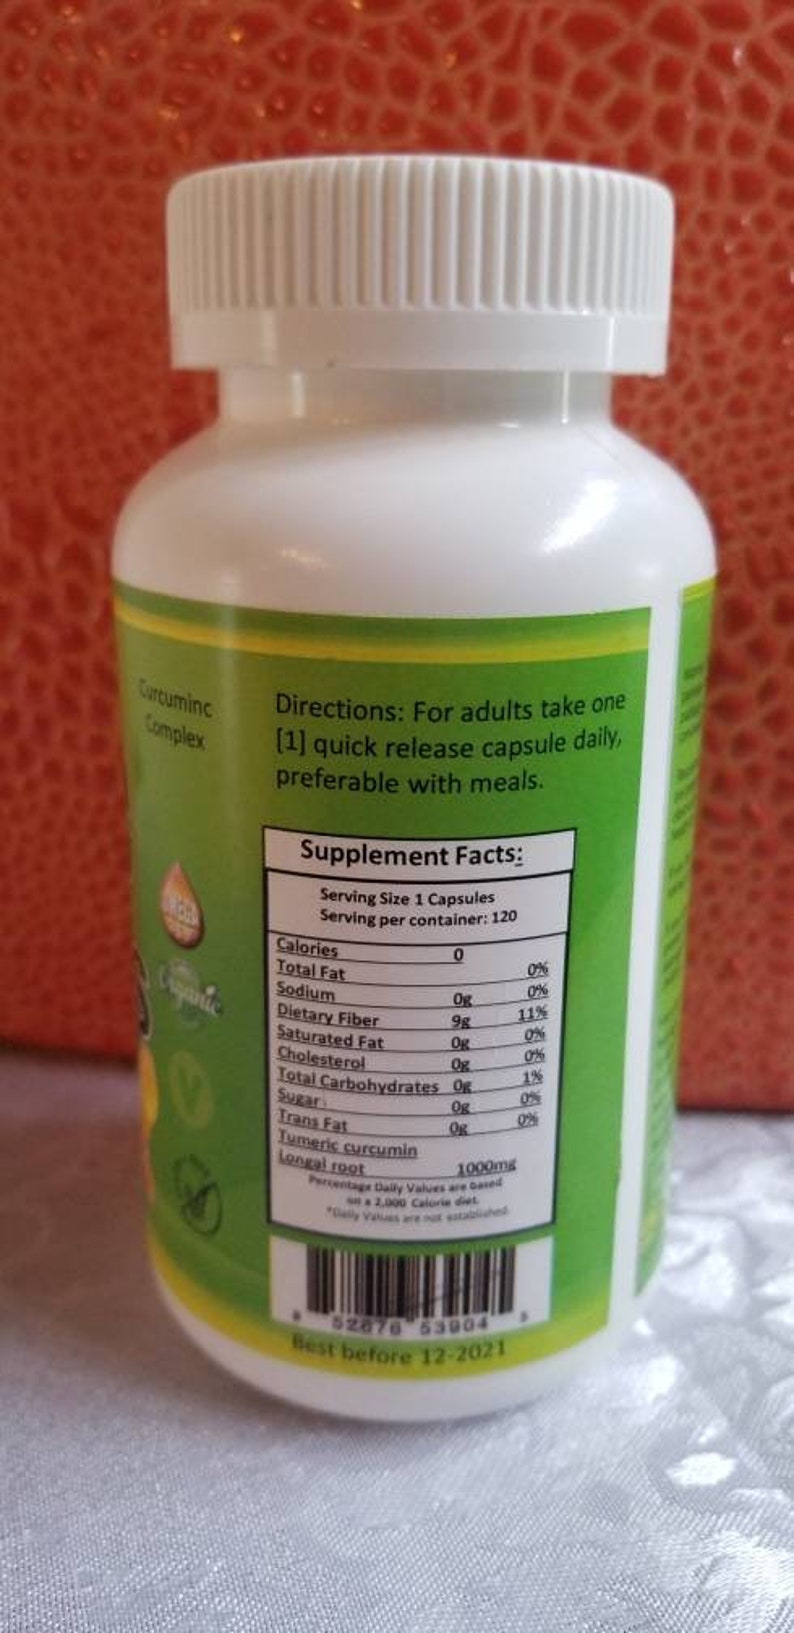 Curcuminc
Complex
Directions: For adults take one
[1] quick release capsule daily,
preferable with meals.
Supplement Facts:
Serving Size 1 Capsules
Serving per container: 120
Calories 0
Total Fat 0%
Sodium 0g 0%
Dietary Fiber 9g 11%
Saturated Fat 0g 0%
Cholesterol 0g 0%
Total Carbohydrates 0g 1%
Sugar 0g 0%
Trans Fat 0g 0%
Tumeric curcumin
Longal root 1000mg
Percentage Daily Values are based
on a 2,000 Calorie diet.
*Daily Values are not established.
Organic
52676 53904
Best before 12-2021